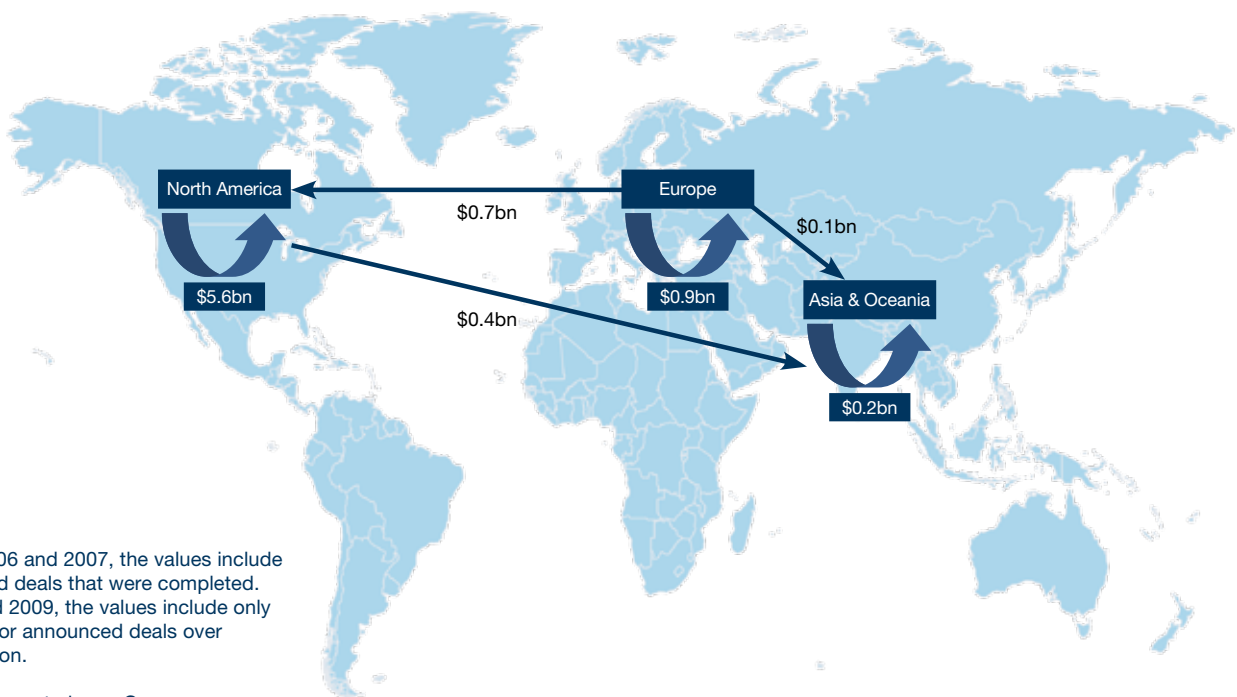 North America
Europe
$0.7bn
$0.1bn
$5.6bn
$0.9bn
Asia & Oceania
$0.4bn
$0.2bn
06 and 2007, the values include
d deals that were completed.
d 2009, the values include only
or announced deals over
on.